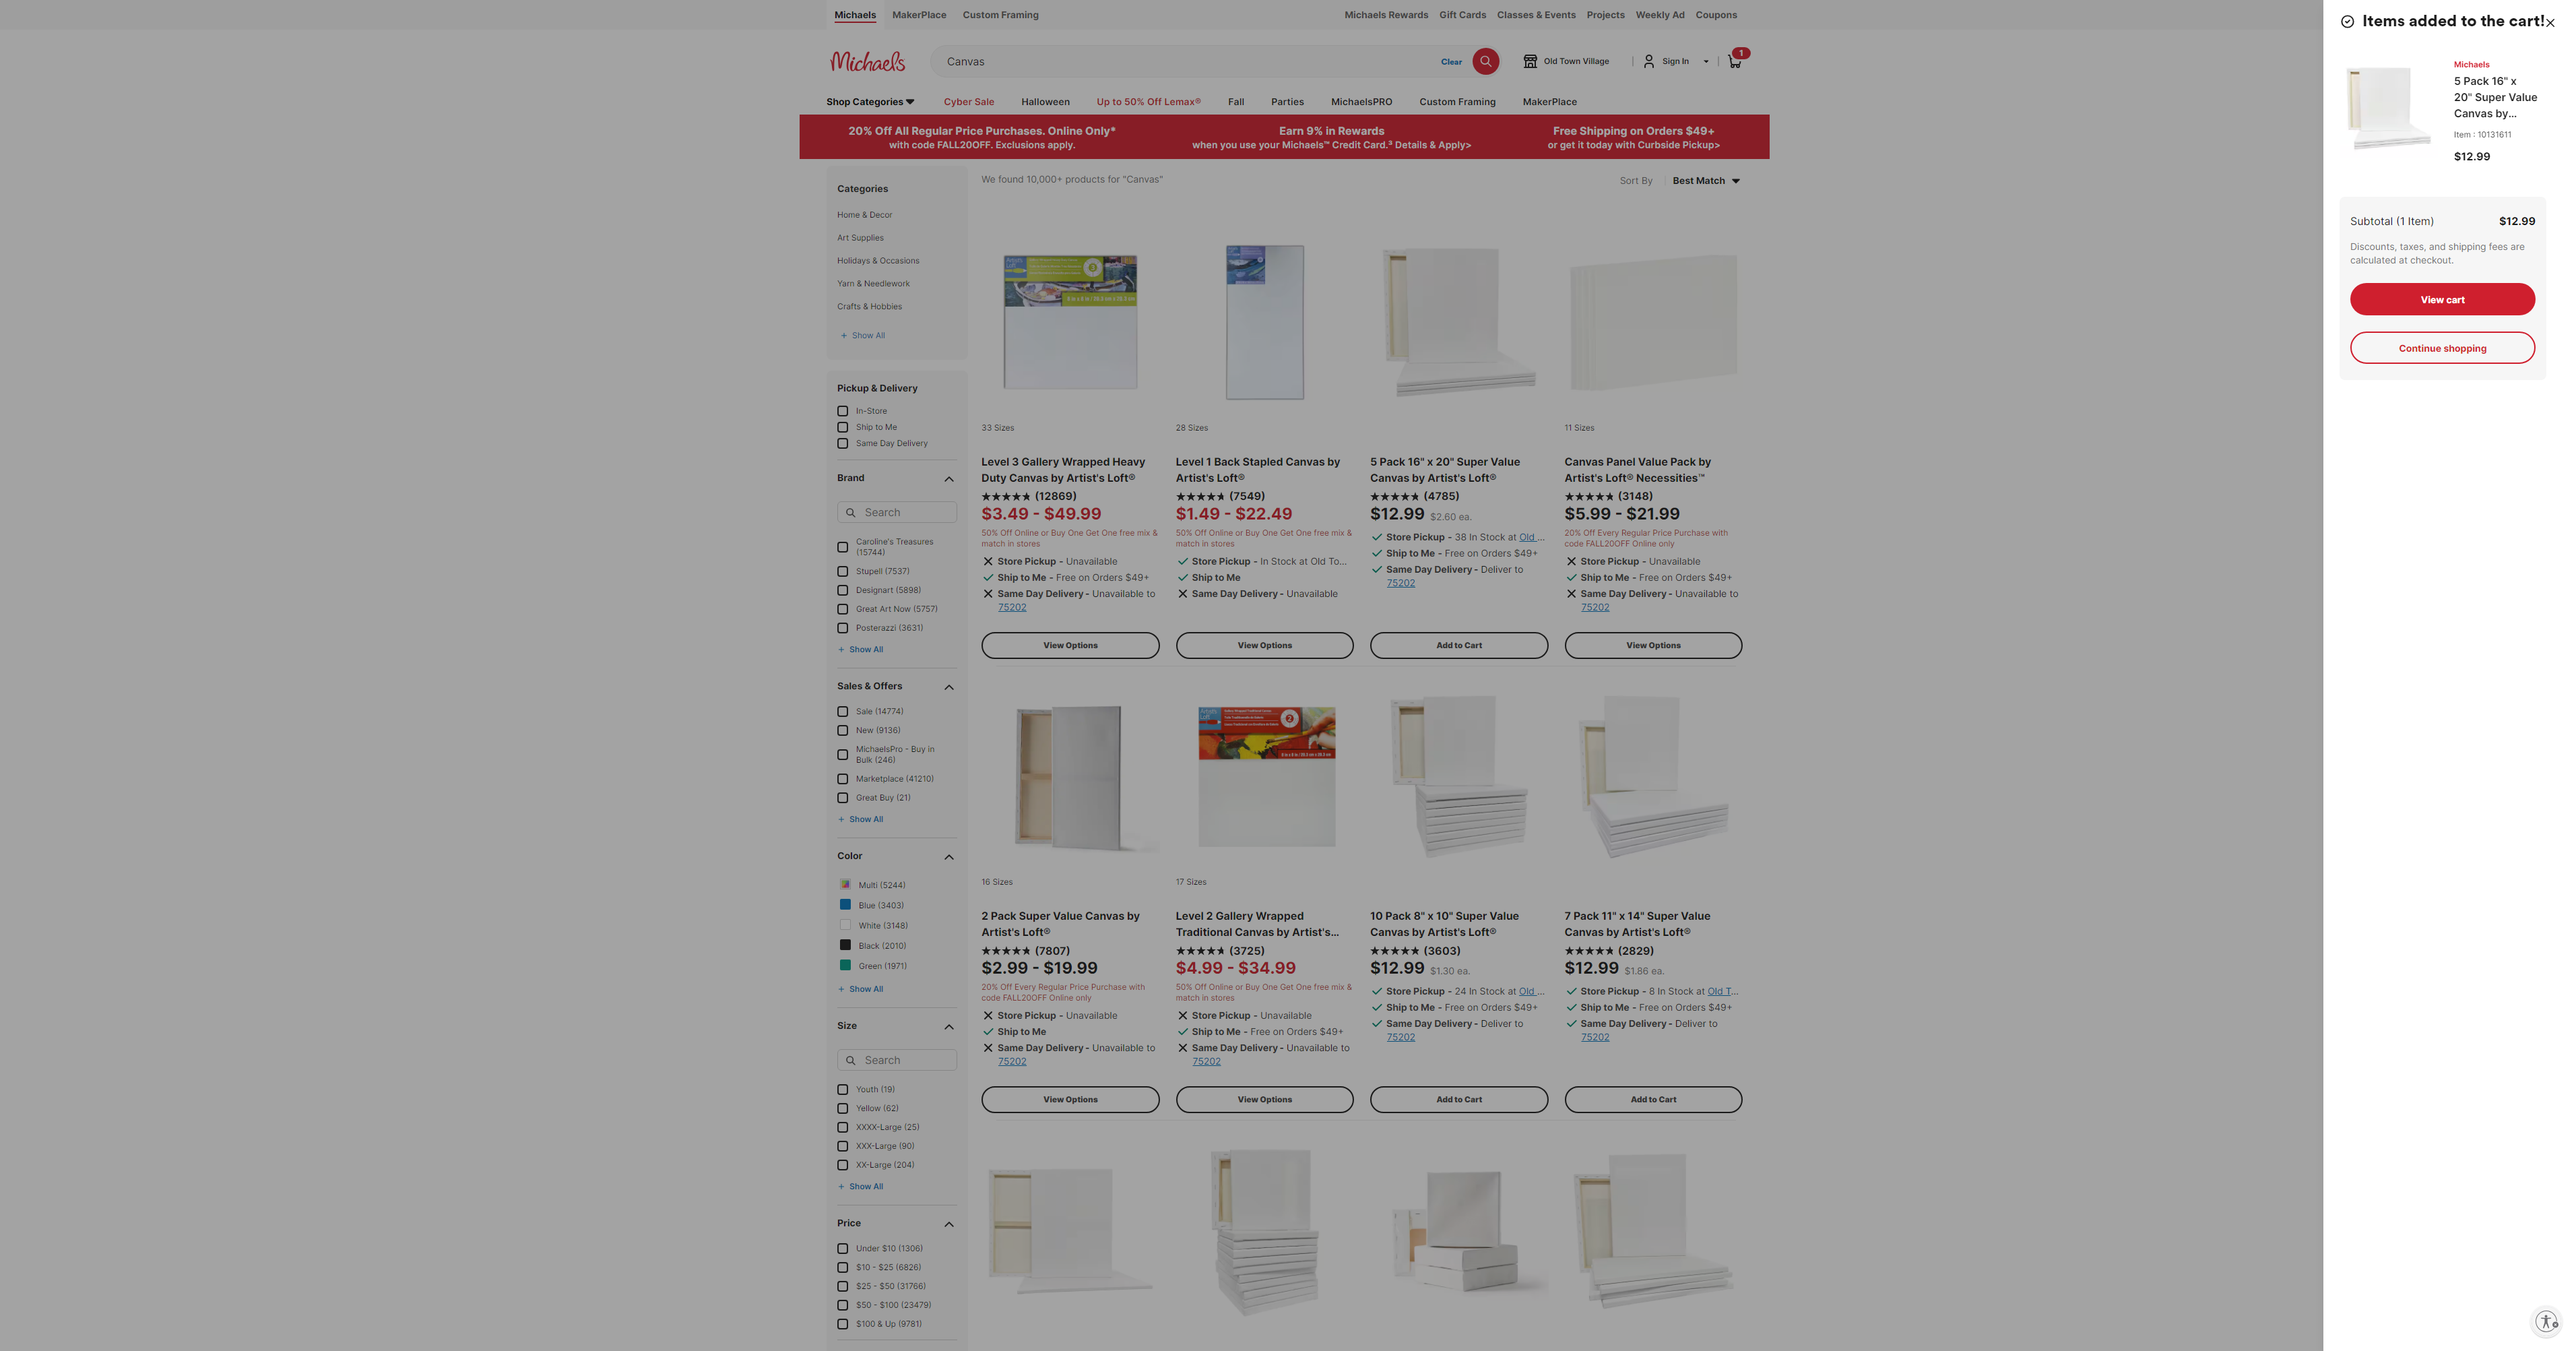 Michaels MakerPlace Custom Framing
Michaels Rewards Gift Cards Classes & Events Projects Weekly Ad Coupons
Michaels
Canvas
Clear
Old Town Village
Sign In
1
Shop Categories
Cyber Sale
Halloween
Up to 50% Off Lemax®
Fall
Parties
MichaelsPRO
Custom Framing
MakerPlace
20% Off All Regular Price Purchases. Online Only*
with code FALL20OFF. Exclusions apply.
Earn 9% in Rewards
when you use your Michaels™ Credit Card.³ Details & Apply>
Free Shipping on Orders $49+
or get it today with Curbside Pickup>
Categories
Home & Decor
Art Supplies
Holidays & Occasions
Yarn & Needlework
Crafts & Hobbies
+ Show All
Pickup & Delivery
In-Store
Ship to Me
Same Day Delivery
Brand
Search
Caroline's Treasures
(15744)
Stupell (7537)
Designart (5898)
Great Art Now (5757)
Posterazzi (3631)
+ Show All
Sales & Offers
Sale (14774)
New (9136)
MichaelsPro - Buy in
Bulk (246)
Marketplace (41210)
Great Buy (21)
+ Show All
Color
Multi (5244)
Blue (3403)
White (3148)
Black (2010)
Green (1971)
+ Show All
Size
Search
Youth (19)
Yellow (62)
XXXX-Large (25)
XXX-Large (90)
XX-Large (204)
+ Show All
Price
Under $10 (1306)
$10 - $25 (6826)
$25 - $50 (31766)
$50 - $100 (23479)
$100 & Up (9781)
We found 10,000+ products for "Canvas"
Sort By
Best Match
33 Sizes
Level 3 Gallery Wrapped Heavy
Duty Canvas by Artist's Loft®
(12869)
$3.49 - $49.99
50% Off Online or Buy One Get One free mix &
match in stores
Store Pickup - Unavailable
Ship to Me - Free on Orders $49+
Same Day Delivery - Unavailable to
75202
View Options
28 Sizes
Level 1 Back Stapled Canvas by
Artist's Loft®
(7549)
$1.49 - $22.49
50% Off Online or Buy One Get One free mix &
match in stores
Store Pickup - In Stock at Old To...
Ship to Me
Same Day Delivery - Unavailable
View Options
5 Pack 16" x 20" Super Value
Canvas by Artist's Loft®
(4785)
$12.99 $2.60 ea.
Store Pickup - 38 In Stock at Old ...
Ship to Me - Free on Orders $49+
Same Day Delivery - Deliver to
75202
Add to Cart
11 Sizes
Canvas Panel Value Pack by
Artist's Loft® Necessities™
(3148)
$5.99 - $21.99
20% Off Every Regular Price Purchase with
code FALL20OFF Online only
Store Pickup - Unavailable
Ship to Me - Free on Orders $49+
Same Day Delivery - Unavailable to
75202
View Options
16 Sizes
2 Pack Super Value Canvas by
Artist's Loft®
(7807)
$2.99 - $19.99
20% Off Every Regular Price Purchase with
code FALL20OFF Online only
Store Pickup - Unavailable
Ship to Me
Same Day Delivery - Unavailable to
75202
View Options
17 Sizes
Level 2 Gallery Wrapped
Traditional Canvas by Artist's...
(3725)
$4.99 - $34.99
50% Off Online or Buy One Get One free mix &
match in stores
Store Pickup - Unavailable
Ship to Me - Free on Orders $49+
Same Day Delivery - Unavailable to
75202
View Options
10 Pack 8" x 10" Super Value
Canvas by Artist's Loft®
(3603)
$12.99 $1.30 ea.
Store Pickup - 24 In Stock at Old ...
Ship to Me - Free on Orders $49+
Same Day Delivery - Deliver to
75202
Add to Cart
7 Pack 11" x 14" Super Value
Canvas by Artist's Loft®
(2829)
$12.99 $1.86 ea.
Store Pickup - 8 In Stock at Old T...
Ship to Me - Free on Orders $49+
Same Day Delivery - Deliver to
75202
Add to Cart
Items added to the cart!
Michaels
5 Pack 16" x
20" Super Value
Canvas by...
Item : 10131611
$12.99
Subtotal (1 Item) $12.99
Discounts, taxes, and shipping fees are
calculated at checkout.
View cart
Continue shopping